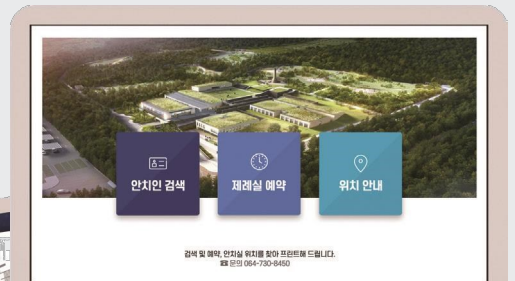 안치인 검색
제례실 예약
위치 안내
검색 및 예약, 안치실 위치를 찾아 프린트해 드립니다.
☎ 문의 064-730-8450